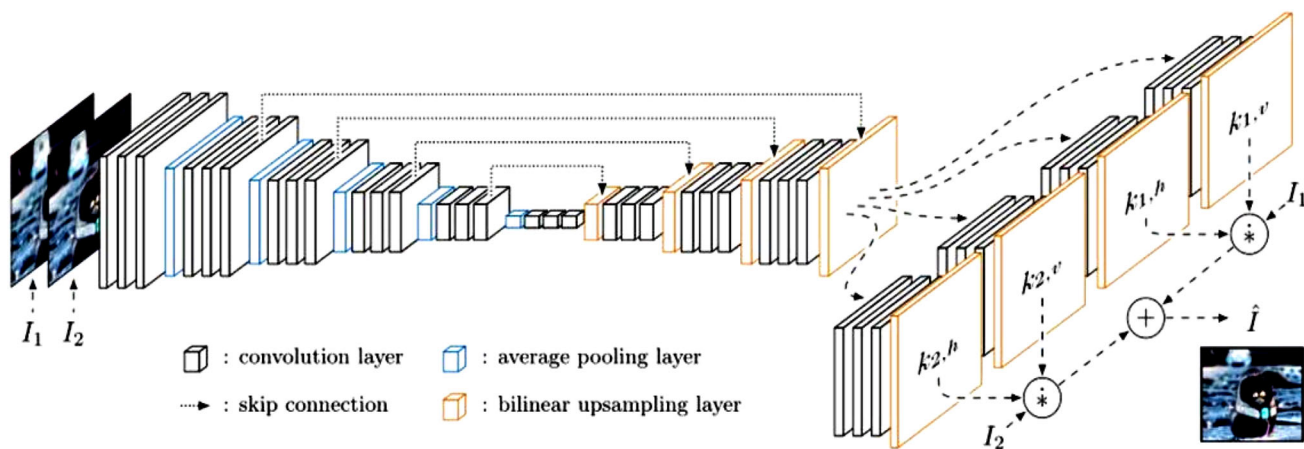 k1,v
k1,h
I1
k2,v
k2,h
I2
I1 I2
Î
: convolution layer
: average pooling layer
: skip connection
: bilinear upsampling layer